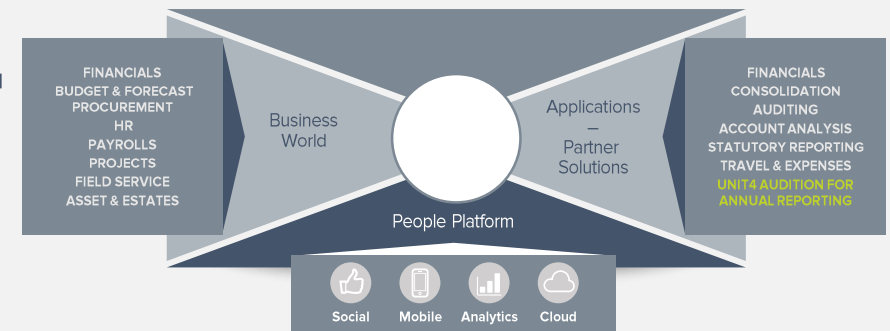 FINANCIALS
BUDGET & FORECAST
PROCUREMENT
HR
PAYROLLS
PROJECTS
FIELD SERVICE
ASSET & ESTATES
Business
World
Applications
–
Partner
Solutions
FINANCIALS
CONSOLIDATION
AUDITING
ACCOUNT ANALYSIS
STATUTORY REPORTING
TRAVEL & EXPENSES
UNIT4 AUDITION FOR
ANNUAL REPORTING
People Platform
Social Mobile Analytics Cloud